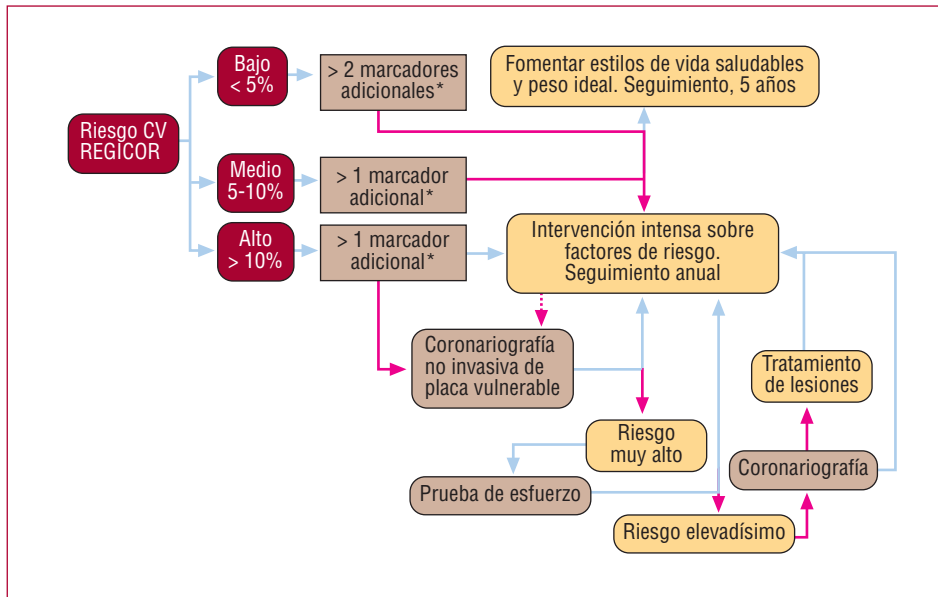 Riesgo CV
REGICOR
Bajo
< 5%
> 2 marcadores
adicionales*
Fomentar estilos de vida saludables
y peso ideal. Seguimiento, 5 años
Medio
5-10%
> 1 marcador
adicional*
Alto
> 10%
> 1 marcador
adicional*
Intervención intensa sobre
factores de riesgo.
Seguimiento anual
Coronariografía
no invasiva de
placa vulnerable
Tratamiento
de lesiones
Riesgo
muy alto
Coronariografía
Prueba de esfuerzo
Riesgo elevadísimo